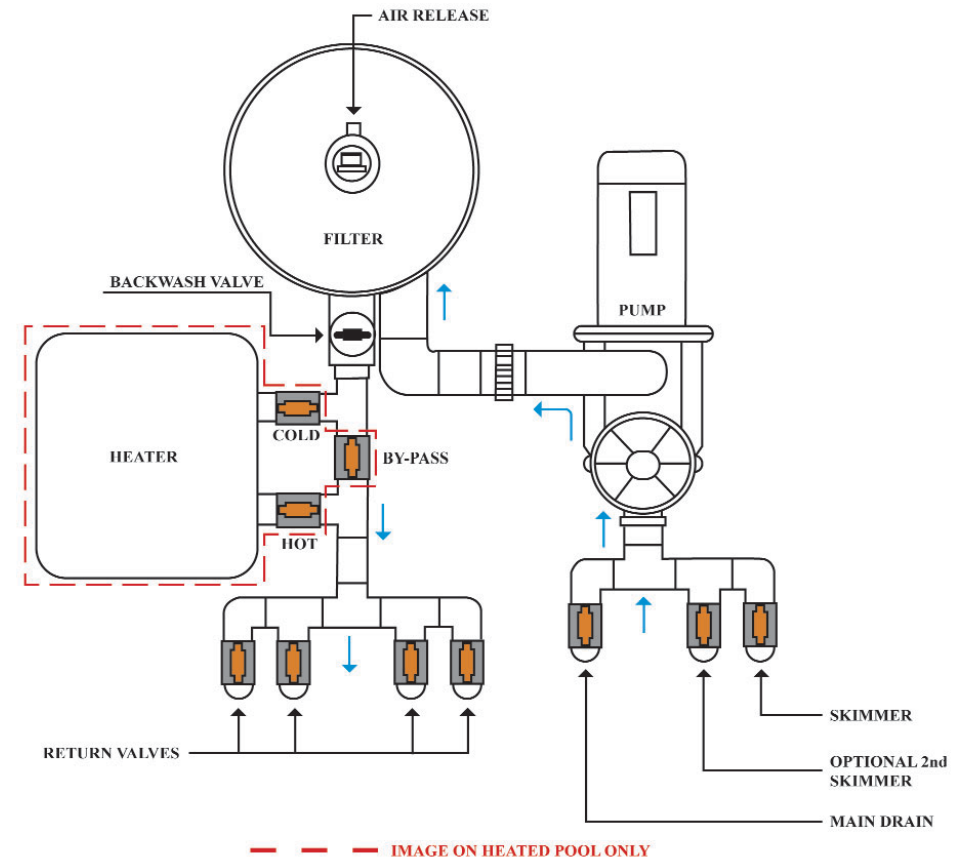 AIR RELEASE
FILTER
BACKWASH VALVE
PUMP
COLD
HEATER
BY-PASS
HOT
SKIMMER
RETURN VALVES
OPTIONAL 2nd
SKIMMER
MAIN DRAIN
IMAGE ON HEATED POOL ONLY